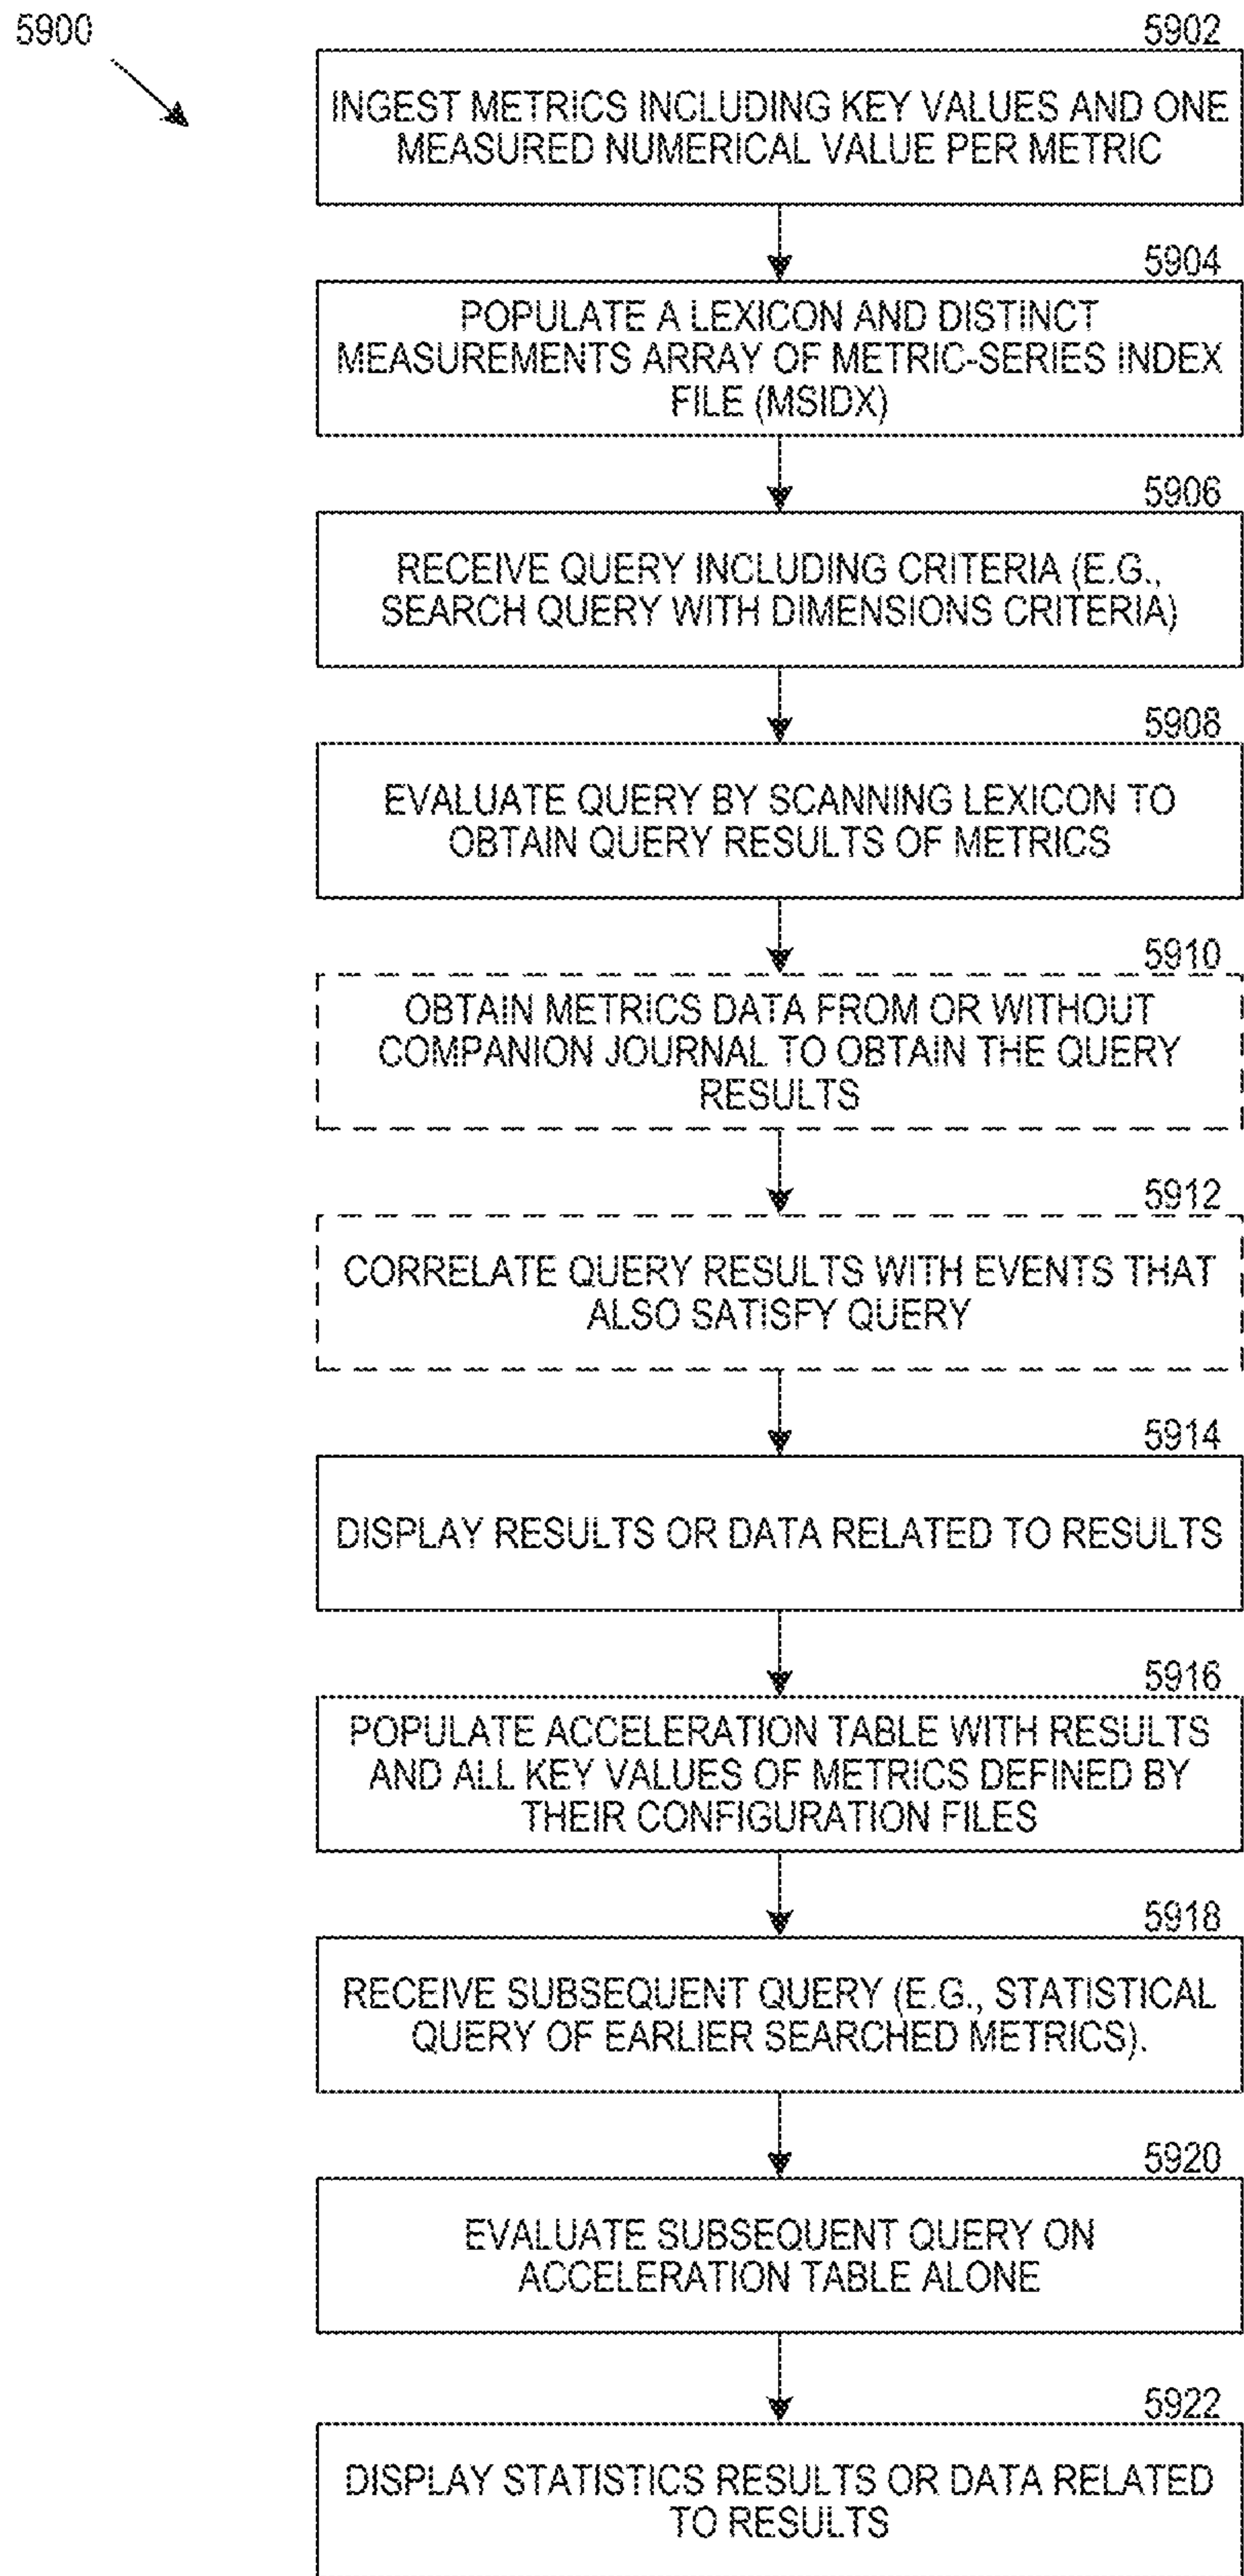 5900
5902
INGEST METRICS INCLUDING KEY VALUES AND ONE
MEASURED NUMERICAL VALUE PER METRIC
5904
POPULATE A LEXICON AND DISTINCT
MEASUREMENTS ARRAY OF METRIC-SERIES INDEX
FILE (MSIDX)
5906
RECEIVE QUERY INCLUDING CRITERIA (E.G.,
SEARCH QUERY WITH DIMENSIONS CRITERIA)
5908
EVALUATE QUERY BY SCANNING LEXICON TO
OBTAIN QUERY RESULTS OF METRICS
5910
OBTAIN METRICS DATA FROM OR WITHOUT
COMPANION JOURNAL TO OBTAIN THE QUERY
RESULTS
5912
CORRELATE QUERY RESULTS WITH EVENTS THAT
ALSO SATISFY QUERY
5914
DISPLAY RESULTS OR DATA RELATED TO RESULTS
5916
POPULATE ACCELERATION TABLE WITH RESULTS
AND ALL KEY VALUES OF METRICS DEFINED BY
THEIR CONFIGURATION FILES
5918
RECEIVE SUBSEQUENT QUERY (E.G., STATISTICAL
QUERY OF EARLIER SEARCHED METRICS).
5920
EVALUATE SUBSEQUENT QUERY ON
ACCELERATION TABLE ALONE
5922
DISPLAY STATISTICS RESULTS OR DATA RELATED
TO RESULTS